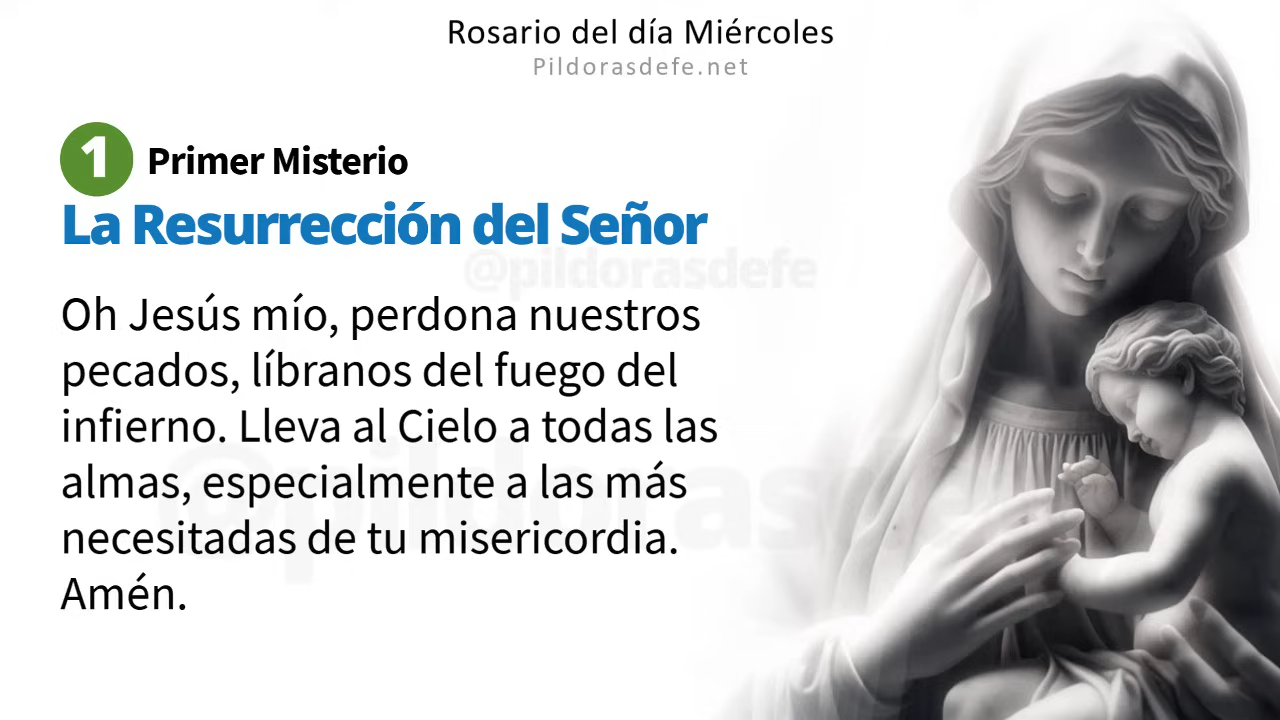 Rosario del día Miércoles
Pildorasdefe.net
1 Primer Misterio
La Resurrección del Señor
@pildorasdefe
Oh Jesús mío, perdona nuestros
pecados, líbranos del fuego del
infierno. Lleva al Cielo a todas las
almas, especialmente a las más
necesitadas de tu misericordia.
Amén.
@pildorasdefe